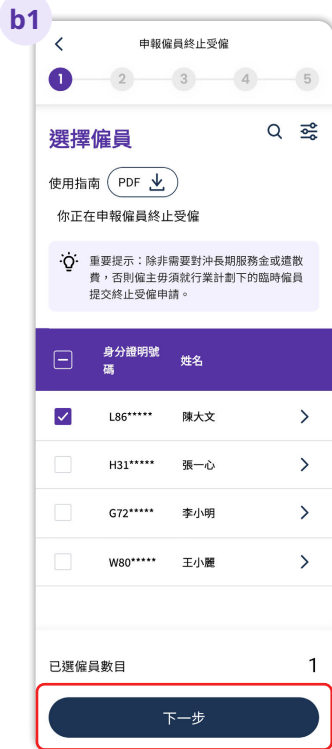 b1
申報僱員終止受僱
1 2 3 4 5
選擇僱員
使用指南 PDF
你正在申報僱員終止受僱
重要提示：除非需要對沖長期服務金或遣散
費，否則僱主毋須就行業計劃下的臨時僱員
提交終止受僱申請。
身分證明號
碼
姓名
L86***** 陳大文
H31***** 張一心
G72***** 李小明
W80***** 王小麗
已選僱員數目 1
下一步